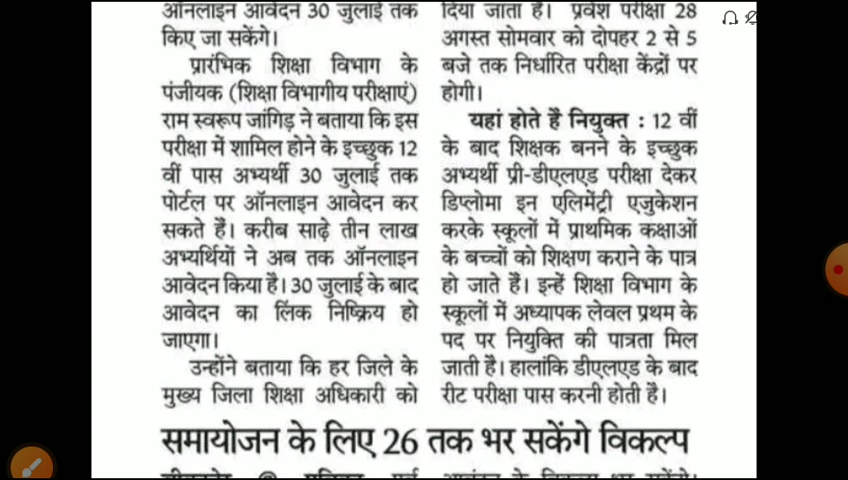 ऑनलाइन आवेदन 30 जुलाई तक
किए जा सकेंगे।
प्रारंभिक शिक्षा विभाग के
पंजीयक (शिक्षा विभागीय परीक्षाएं)
राम स्वरूप जांगिड़ ने बताया कि इस
परीक्षा में शामिल होने के इच्छुक 12
वीं पास अभ्यर्थी 30 जुलाई तक
पोर्टल पर ऑनलाइन आवेदन कर
सकते हैं। करीब साढ़े तीन लाख
अभ्यर्थियों ने अब तक ऑनलाइन
आवेदन किया है। 30 जुलाई के बाद
आवेदन का लिंक निष्क्रिय हो
जाएगा।
उन्होंने बताया कि हर जिले के
मुख्य जिला शिक्षा अधिकारी को
दिया जाता है। प्रवेश परीक्षा 28
अगस्त सोमवार को दोपहर 2 से 5
बजे तक निर्धारित परीक्षा केंद्रों पर
होगी।
यहां होते है नियुक्त : 12 वीं
के बाद शिक्षक बनने के इच्छुक
अभ्यर्थी प्री-डीएलएड परीक्षा देकर
डिप्लोमा इन एलिमेंट्री एजुकेशन
करके स्कूलों में प्राथमिक कक्षाओं
के बच्चों को शिक्षण कराने के पात्र
हो जाते हैं। इन्हें शिक्षा विभाग के
स्कूलों में अध्यापक लेवल प्रथम के
पद पर नियुक्ति की पात्रता मिल
जाती है। हालांकि डीएलएड के बाद
रीट परीक्षा पास करनी होती है।
समायोजन के लिए 26 तक भर सकेंगे विकल्प